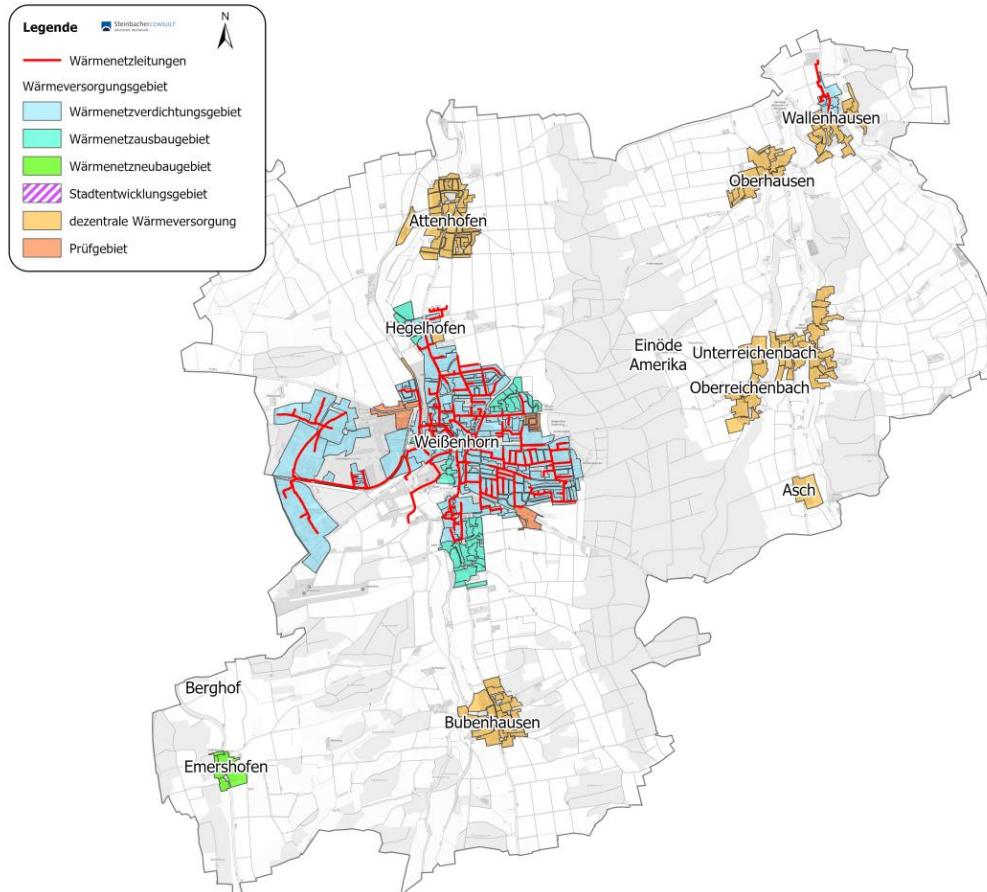 Legende
SteinbacherCONSULT
N
Wärmenetzleitungen
Wärmeversorgungsgebiet
Wärmenetzverdichtungsgebiet
Wärmenetzausbaugebiet
Wärmenetzneubaugebiet
Stadtentwicklungsgebiet
dezentrale Wärmeversorgung
Prüfgebiet
Wallenhausen
Oberhausen
Attenhofen
Hegelhofen
Einöde
Amerika
Unterreichenbach
Oberreichenbach
Weißenhorn
Asch
Berghof
Bubenhausen
Emershofen